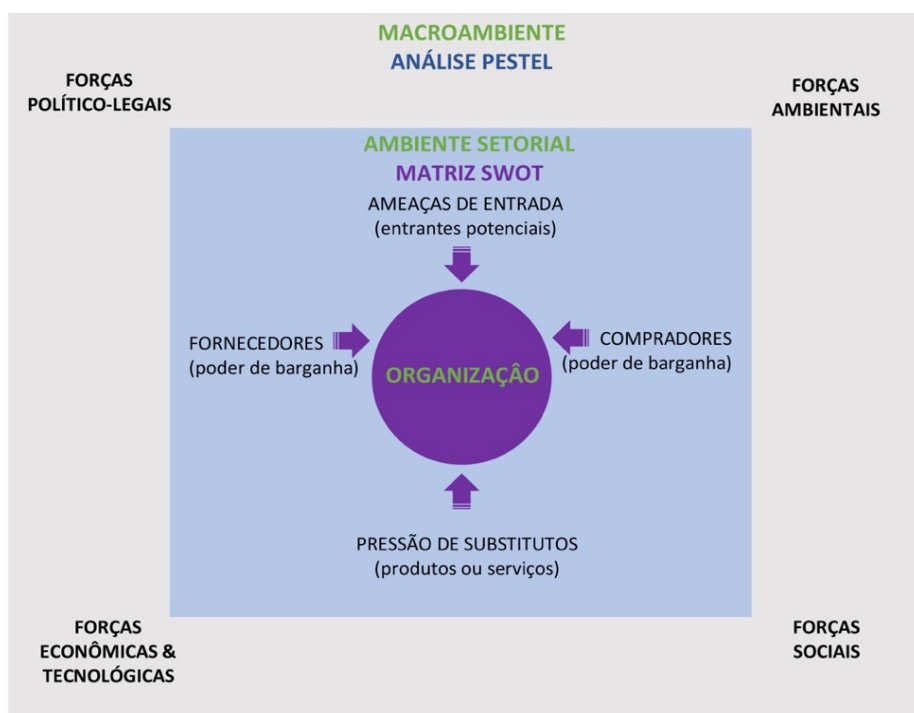 MACROAMBIENTE
ANÁLISE PESTEL
FORÇAS
POLÍTICO-LEGAIS
FORÇAS
AMBIENTAIS
AMBIENTE SETORIAL
MATRIZ SWOT
AMEAÇAS DE ENTRADA
(entrantes potenciais)
FORNECEDORES
(poder de barganha)
ORGANIZAÇÂO
COMPRADORES
(poder de barganha)
PRESSÃO DE SUBSTITUTOS
(produtos ou serviços)
FORÇAS
ECONÔMICAS &
TECNOLÓGICAS
FORÇAS
SOCIAIS